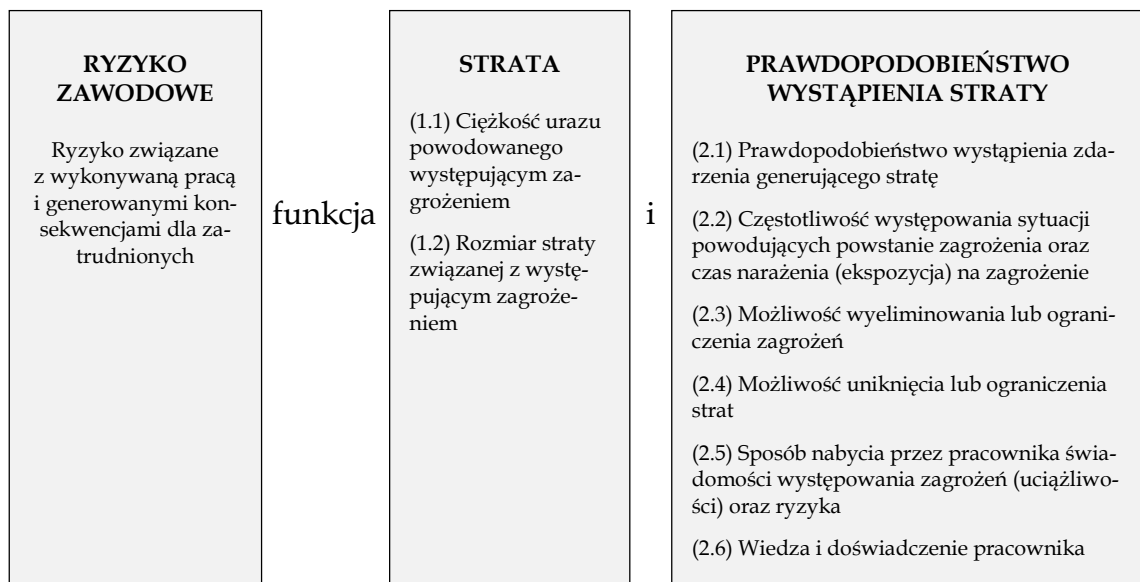 RYZYKO
ZAWODOWE
Ryzyko związane
z wykonywaną pracą
i generowanymi kon-
sekwencjami dla za-
trudnionych
funkcja
STRATA
(1.1) Ciężkość urazu
powodowanego
występującym za-
grożeniem
(1.2) Rozmiar straty
związanej z wystę-
pującym zagroże-
niem
i
PRAWDOPODOBIEŃSTWO
WYSTĄPIENIA STRATY
(2.1) Prawdopodobieństwo wystąpienia zda-
rzenia generującego stratę
(2.2) Częstotliwość występowania sytuacji
powodujących powstanie zagrożenia oraz
czas narażenia (ekspozycja) na zagrożenie
(2.3) Możliwość wyeliminowania lub ograni-
czenia zagrożeń
(2.4) Możliwość uniknięcia lub ograniczenia
strat
(2.5) Sposób nabycia przez pracownika świa-
domości występowania zagrożeń (uciążliwo-
ści) oraz ryzyka
(2.6) Wiedza i doświadczenie pracownika